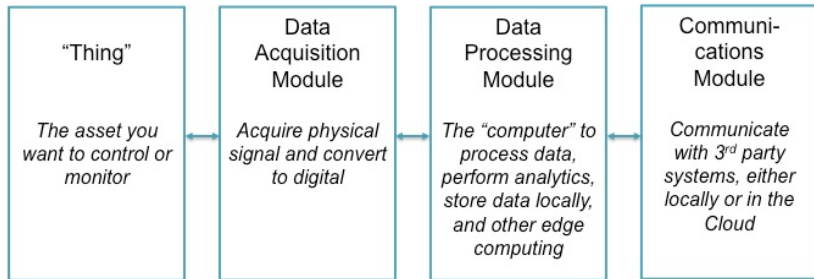 “Thing”
The asset you
want to control or
monitor
Data
Acquisition
Module
Acquire physical
signal and convert
to digital
Data
Processing
Module
The “computer” to
process data,
perform analytics,
store data locally,
and other edge
computing
Communi-
cations
Module
Communicate
with 3rd party
systems, either
locally or in the
Cloud